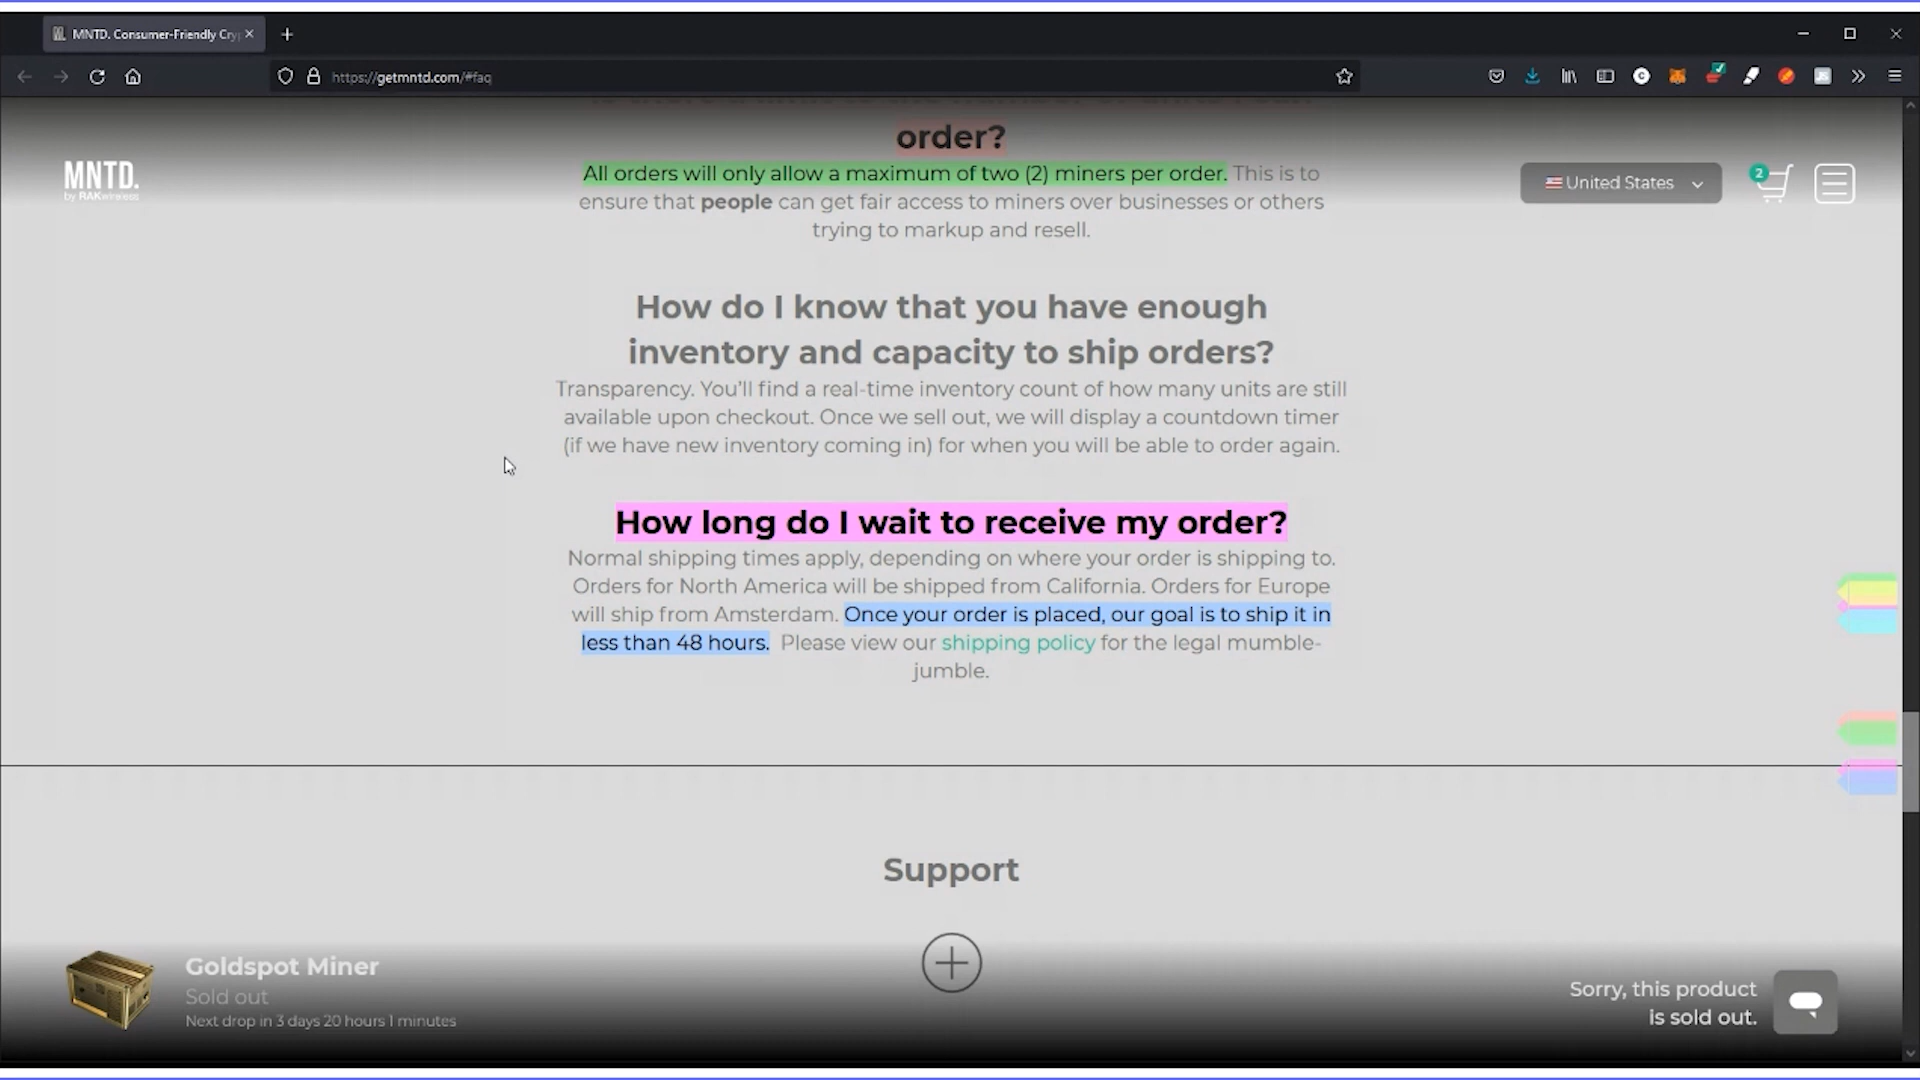 MNTD. Consumer-Friendly Cry
https://getmntd.com/#faq
order?
MNTD.
by RAKwireless
All orders will only allow a maximum of two (2) miners per order. This is to
ensure that people can get fair access to miners over businesses or others
trying to markup and resell.
United States
2
How do I know that you have enough
inventory and capacity to ship orders?
Transparency. You'll find a real-time inventory count of how many units are still
available upon checkout. Once we sell out, we will display a countdown timer
(if we have new inventory coming in) for when you will be able to order again.
How long do I wait to receive my order?
Normal shipping times apply, depending on where your order is shipping to.
Orders for North America will be shipped from California. Orders for Europe
will ship from Amsterdam. Once your order is placed, our goal is to ship it in
less than 48 hours. Please view our shipping policy for the legal mumble-
jumble.
Support
Goldspot Miner
Sold out
Next drop in 3 days 20 hours 1 minutes
Sorry, this product
is sold out.